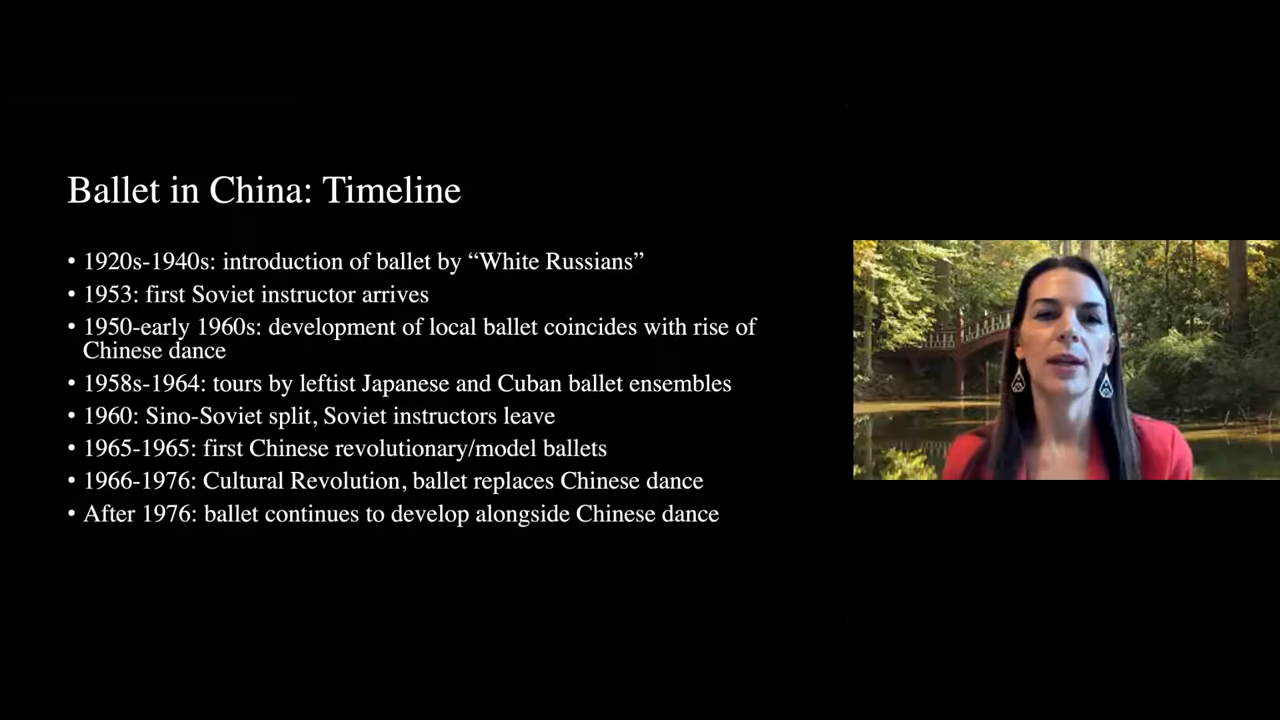 Ballet in China: Timeline
• 1920s-1940s: introduction of ballet by “White Russians”
• 1953: first Soviet instructor arrives
• 1950-early 1960s: development of local ballet coincides with rise of
Chinese dance
• 1958s-1964: tours by leftist Japanese and Cuban ballet ensembles
• 1960: Sino-Soviet split, Soviet instructors leave
• 1965-1965: first Chinese revolutionary/model ballets
• 1966-1976: Cultural Revolution, ballet replaces Chinese dance
• After 1976: ballet continues to develop alongside Chinese dance